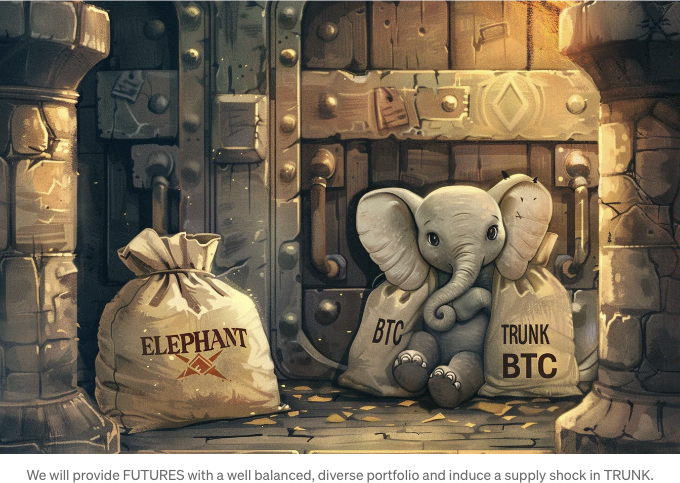 ELEPHANT
BTC
TRUNK
BTC
We will provide FUTURES with a well balanced, diverse portfolio and induce a supply shock in TRUNK.